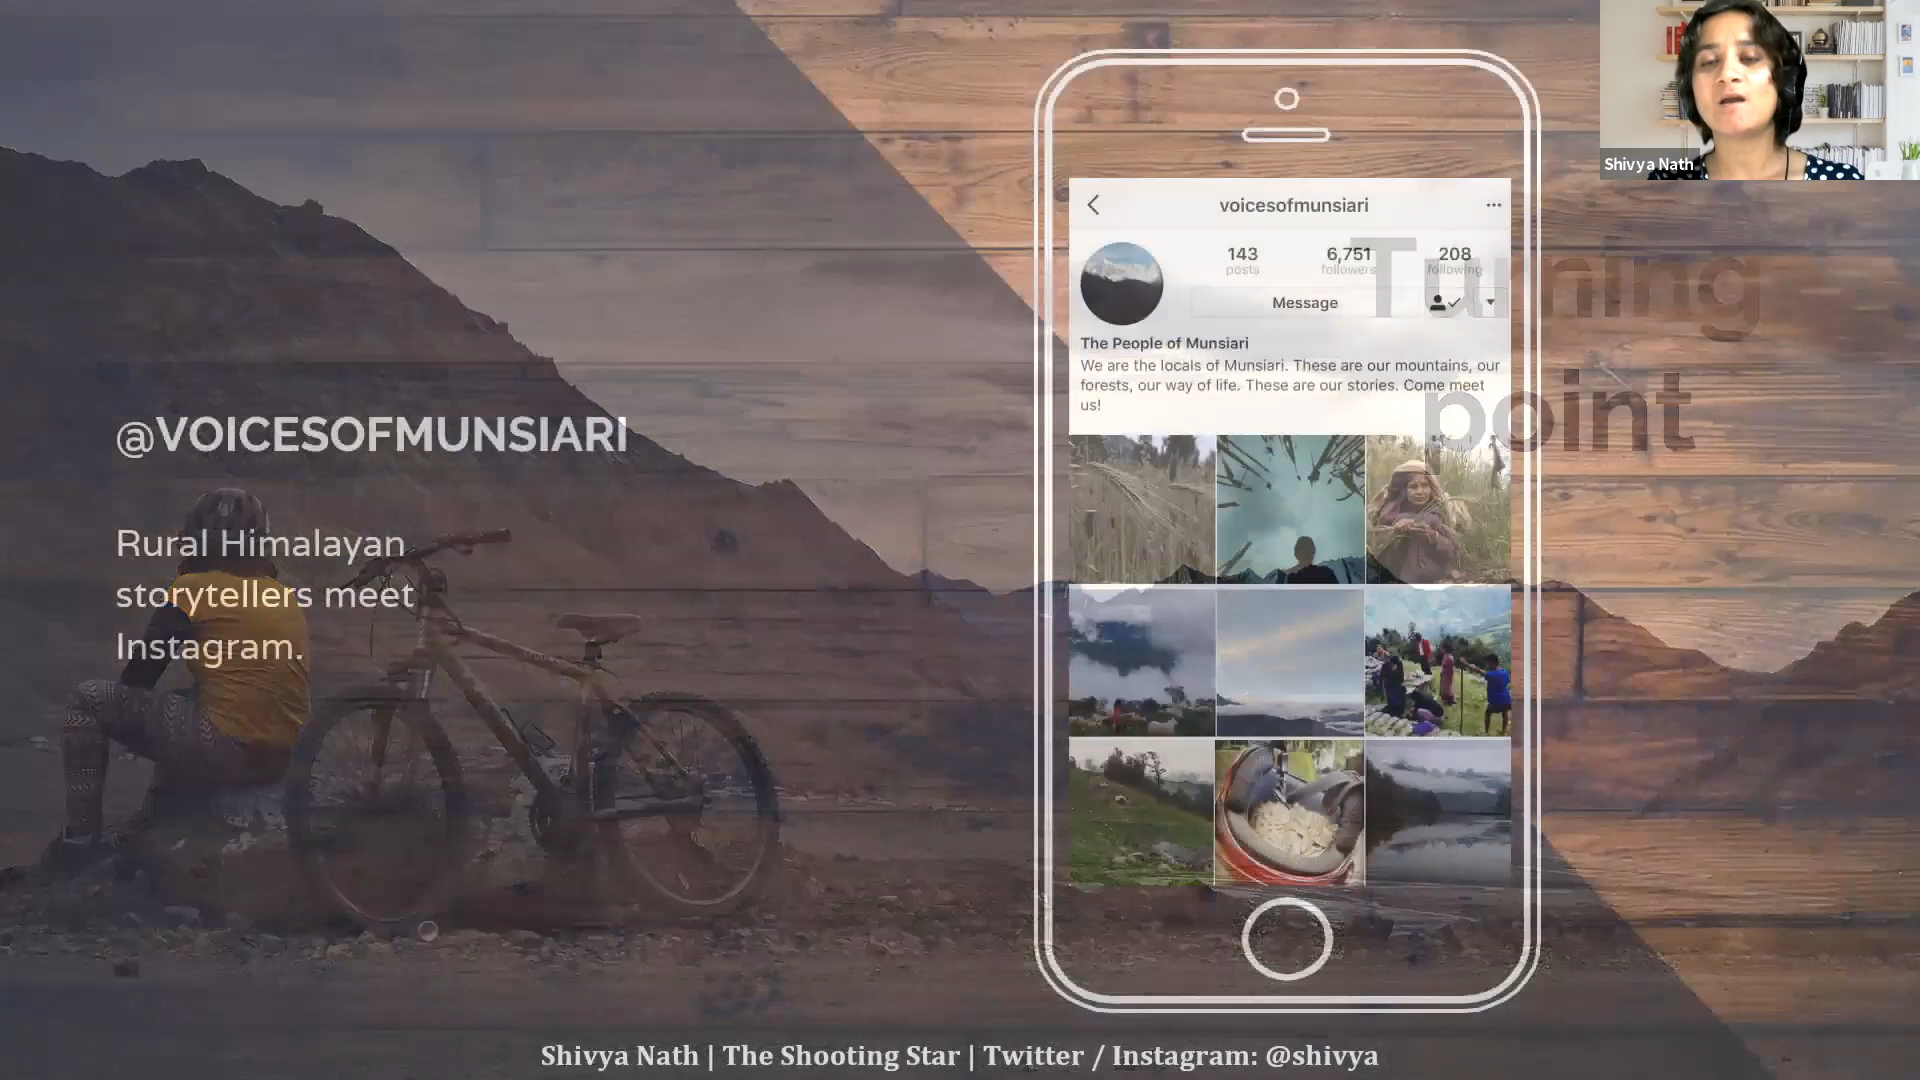 @VOICESOFMUNSIARI
Rural Himalayan
storytellers meet
Instagram.
voicesofmunsiari
143
6,751
208
posts
followers
following
Message
The People of Munsiari
We are the locals of Munsiari. These are our mountains, our
forests, our way of life. These are our stories. Come meet
us!
Turning
point
Shivya Nath
Shivya Nath | The Shooting Star | Twitter / Instagram: @shivya